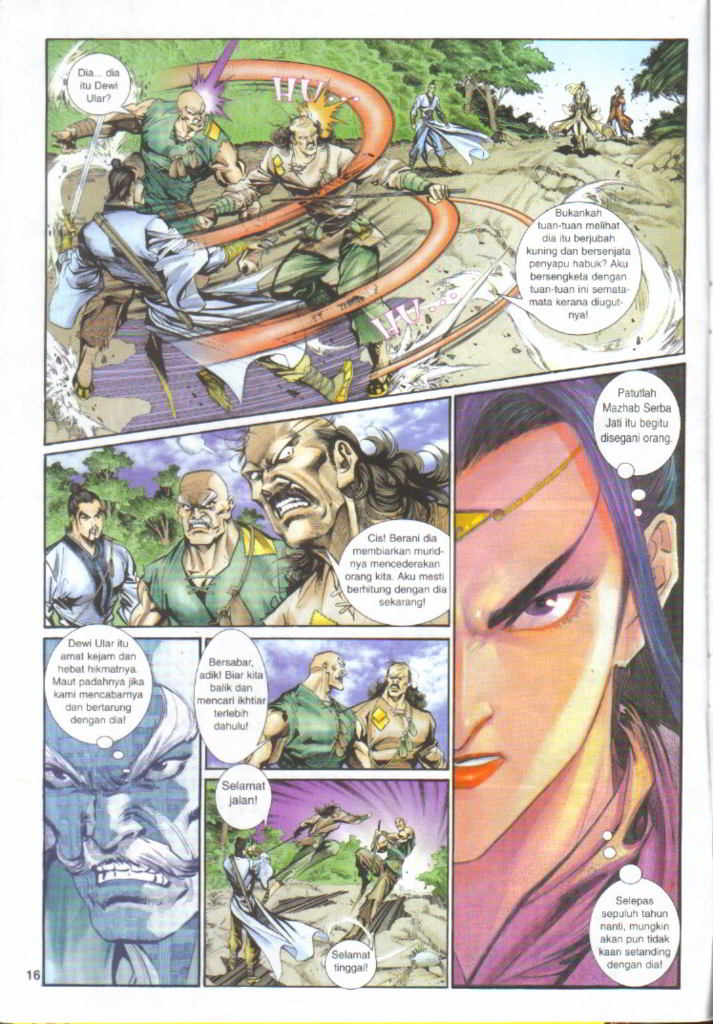 Dia... dia
itu Dewi
Ular?
HU...
Bukankah
tuan-tuan melihat
dia itu berjubah
kuning dan bersenjata
penyapu habuk? Aku
bersengketa dengan
tuan-tuan ini semata-
mata kerana diugut-
nya!
HU...
Cis! Berani dia
membiarkan murid-
nya mencederakan
orang kita. Aku mesti
berhitung dengan dia
sekarang!
Patutlah
Mazhab Serba
Jati itu begitu
disegani orang.
Dewi Ular itu
amat kejam dan
hebat hikmatnya.
Maut padahnya jika
kami mencabarnya
dan bertarung
dengan dia!
Bersabar,
adik! Biar kita
balik dan
mencari ikhtiar
terlebih
dahulu!
Selamat
jalan!
Selamat
tinggal!
Selepas
sepuluh tahun
nanti, mungkin
akan pun tidak
kaan setanding
dengan dia!
16